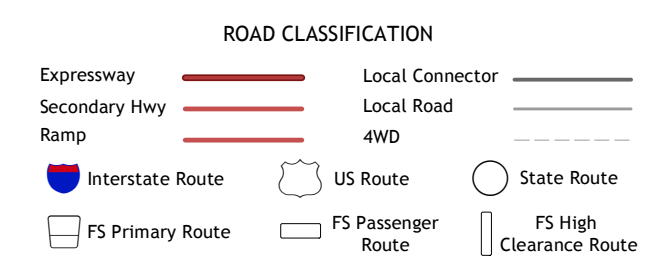 ROAD CLASSIFICATION
Expressway
Local Connector
Secondary Hwy
Local Road
Ramp
4WD
Interstate Route
US Route
State Route
FS Primary Route
FS Passenger
Route
FS High
Clearance Route